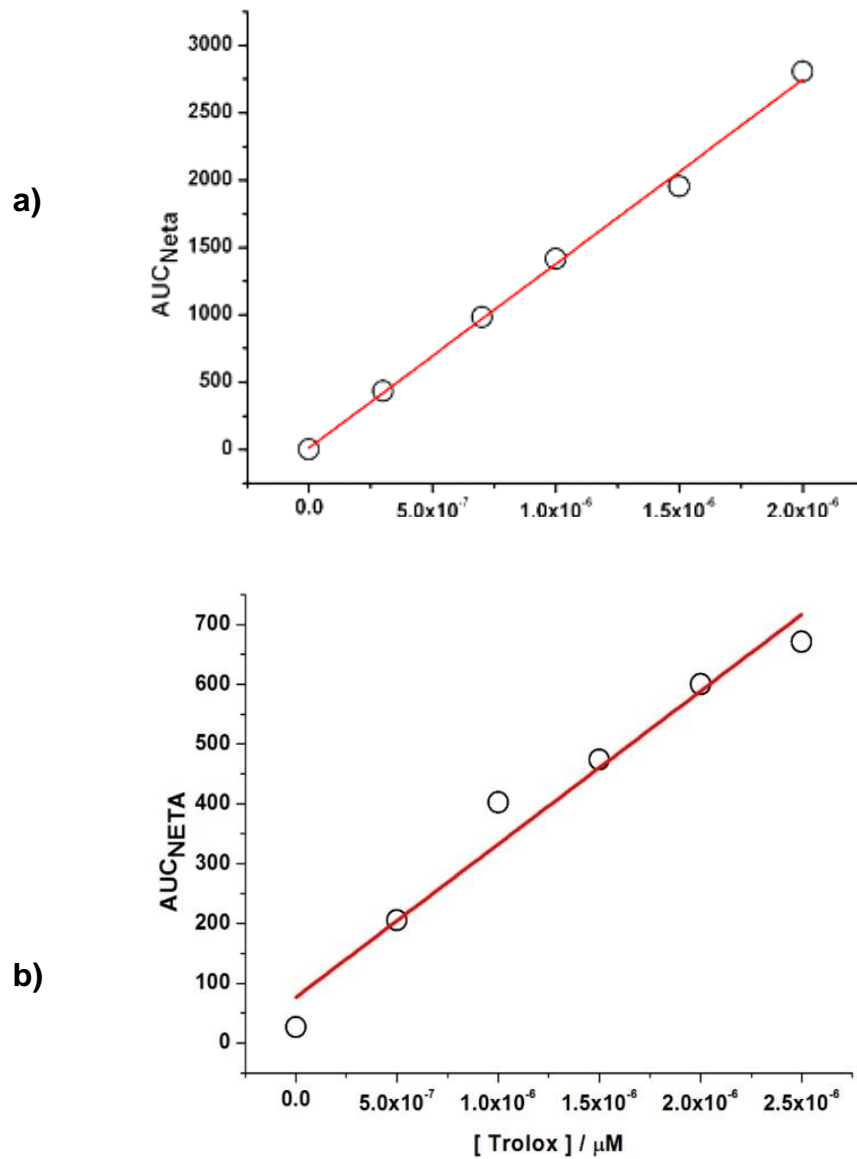 a)
AUC_Neta
3000
2500
2000
1500
1000
500
0
0.0 5.0x10⁻⁷ 1.0x10⁻⁶ 1.5x10⁻⁶ 2.0x10⁻⁶
b)
AUC_NETA
700
600
500
400
300
200
100
0
0.0 5.0x10⁻⁷ 1.0x10⁻⁶ 1.5x10⁻⁶ 2.0x10⁻⁶ 2.5x10⁻⁶
[ Trolox ] / µM